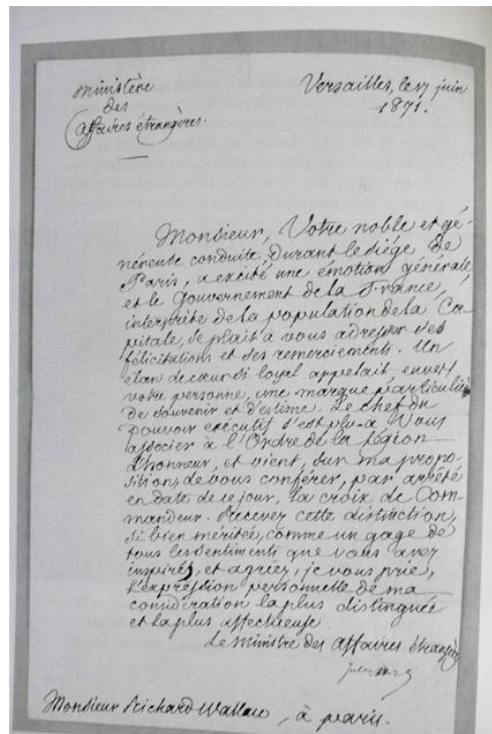 Ministère
des
affaires étrangères.
Versailles, le 17 juin
1871.
Monsieur, Votre noble et gé-
néreuse conduite, durant le siége de
Paris, a excité une émotion générale
et le Gouvernement de la France,
interprète de la population de la Ca-
pitale, se plait à vous adresser ses
félicitations et ses remerciements. Un
élan de cœur si loyal appelait envers
votre personne, une marque particulière
de souvenir et d'estime. Le chef du
pouvoir exécutif s'est plu à Vous
associer à l'Ordre de la Légion
d'honneur, et vient, sur ma propo-
sition, de vous conférer, par arrêté
en date de ce jour, la croix de Com-
mandeur. Recevez cette distinction,
si bien méritée, comme un gage de
tous les sentiments que vous avez
inspirés, et agréez, je vous prie,
l'expression personnelle de ma
considération la plus distinguée
et la plus affectueuse.
Le Ministre des affaires étrangères
Monsieur Richard Wallace, à Paris.